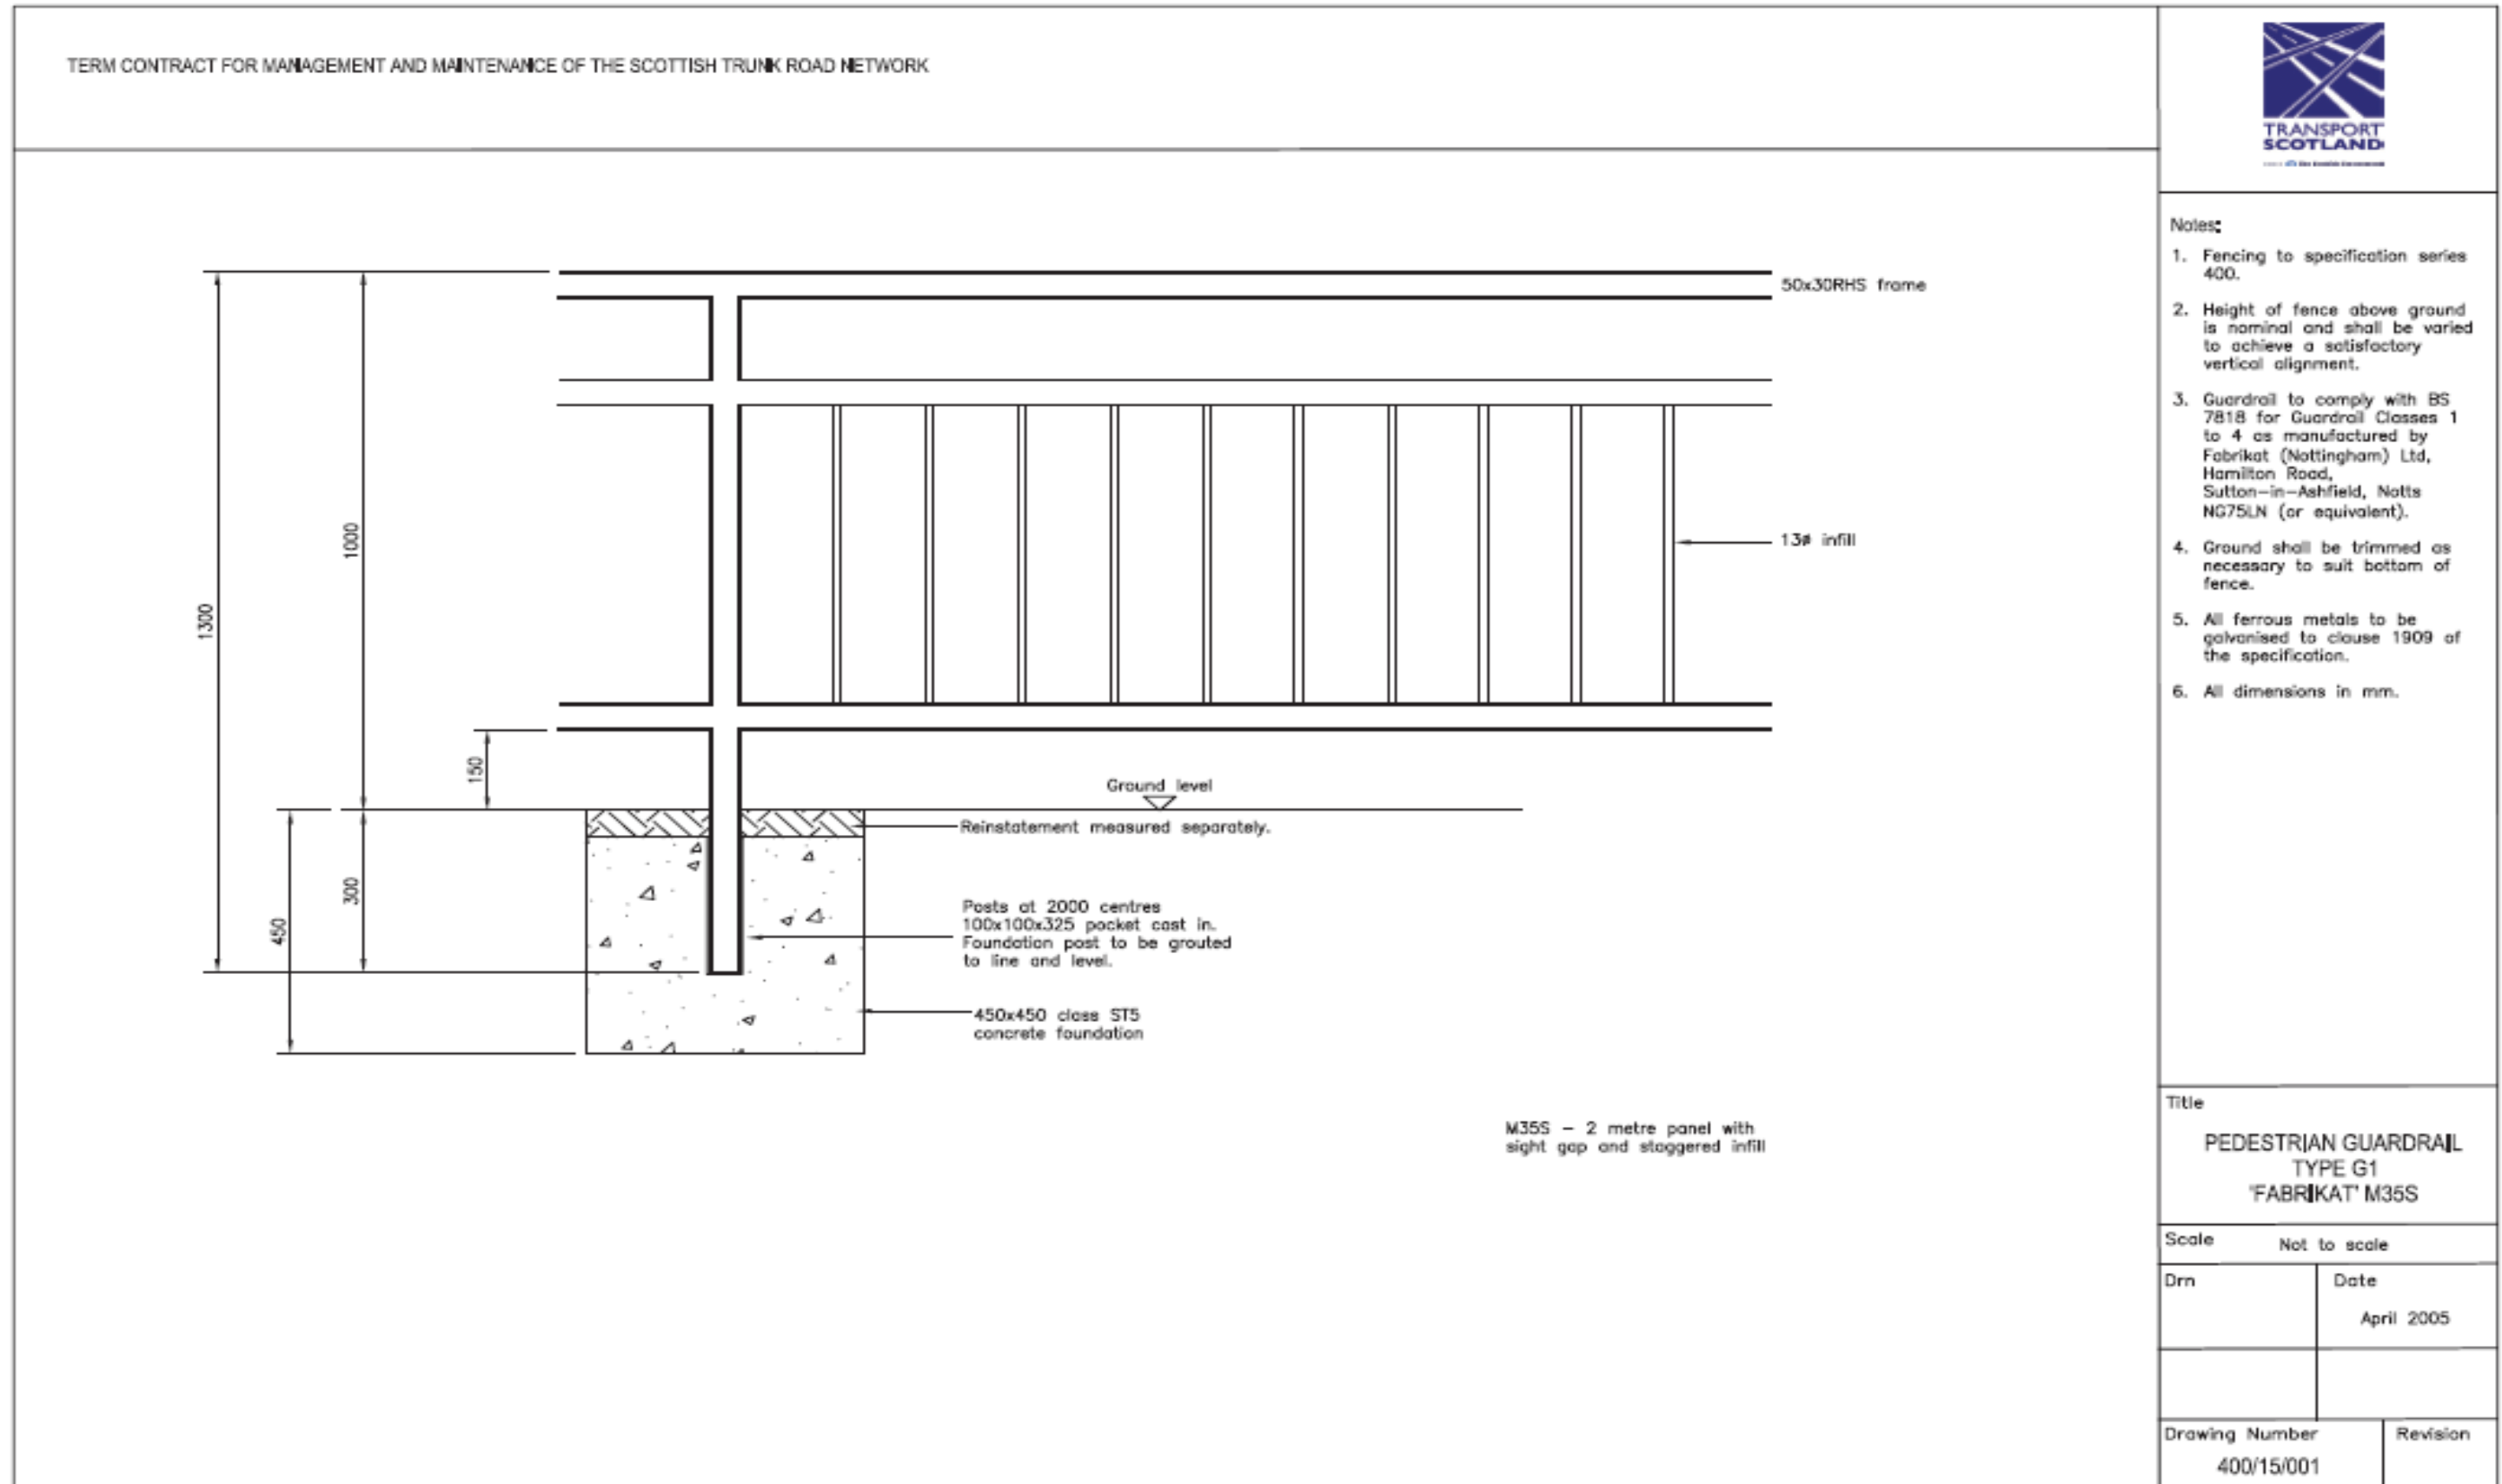 TERM CONTRACT FOR MANAGEMENT AND MAINTENANCE OF THE SCOTTISH TRUNK ROAD NETWORK
TRANSPORT
SCOTLAND
Notes:
1. Fencing to specification series
400.
2. Height of fence above ground
is nominal and shall be varied
to achieve a satisfactory
vertical alignment.
3. Guardrail to comply with BS
7818 for Guardrail Classes 1
to 4 as manufactured by
Fabrikat (Nottingham) Ltd,
Hamilton Road,
Sutton-in-Ashfield, Notts
NG75LN (or equivalent).
4. Ground shall be trimmed as
necessary to suit bottom of
fence.
5. All ferrous metals to be
galvanised to clause 1909 of
the specification.
6. All dimensions in mm.
50x30RHS frame
13ø infill
1000
1300
150
300
450
Ground level
Reinstatement measured separately.
Posts at 2000 centres
100x100x325 pocket cast in.
Foundation post to be grouted
to line and level.
450x450 class ST5
concrete foundation
M35S - 2 metre panel with
sight gap and staggered infill
Title
PEDESTRIAN GUARDRAIL
TYPE G1
'FABRIKAT' M35S
Scale Not to scale
Drn
Date
April 2005
Drawing Number
400/15/001
Revision